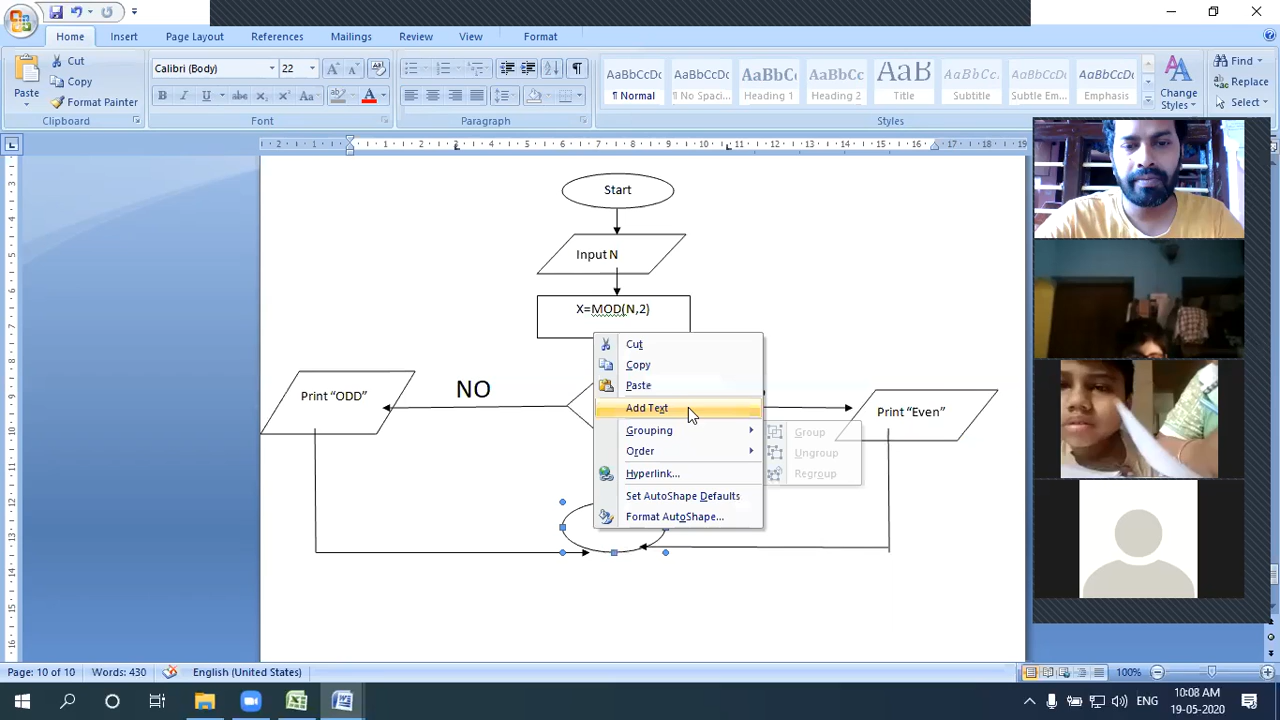 Home Insert Page Layout References Mailings Review View Format
Cut
Copy
Format Painter
Paste
Clipboard
Calibri (Body) 22
Font
Paragraph
AaBbCcDc AaBbCcDc AaBbCc AaBbCc AaB AaBbCcI AaBbCcDc AaBbCcDc
¶ Normal ¶ No Spaci... Heading 1 Heading 2 Title Subtitle Subtle Em... Emphasis
Change Styles
Styles
Find
Replace
Select
Start
Input N
X=MOD(N,2)
Print “ODD”
NO
Print “Even”
Cut
Copy
Paste
Add Text
Grouping
Order
Hyperlink...
Set AutoShape Defaults
Format AutoShape...
Group
Ungroup
Regroup
Page: 10 of 10 Words: 430 English (United States) 100%
ENG
10:08 AM
19-05-2020